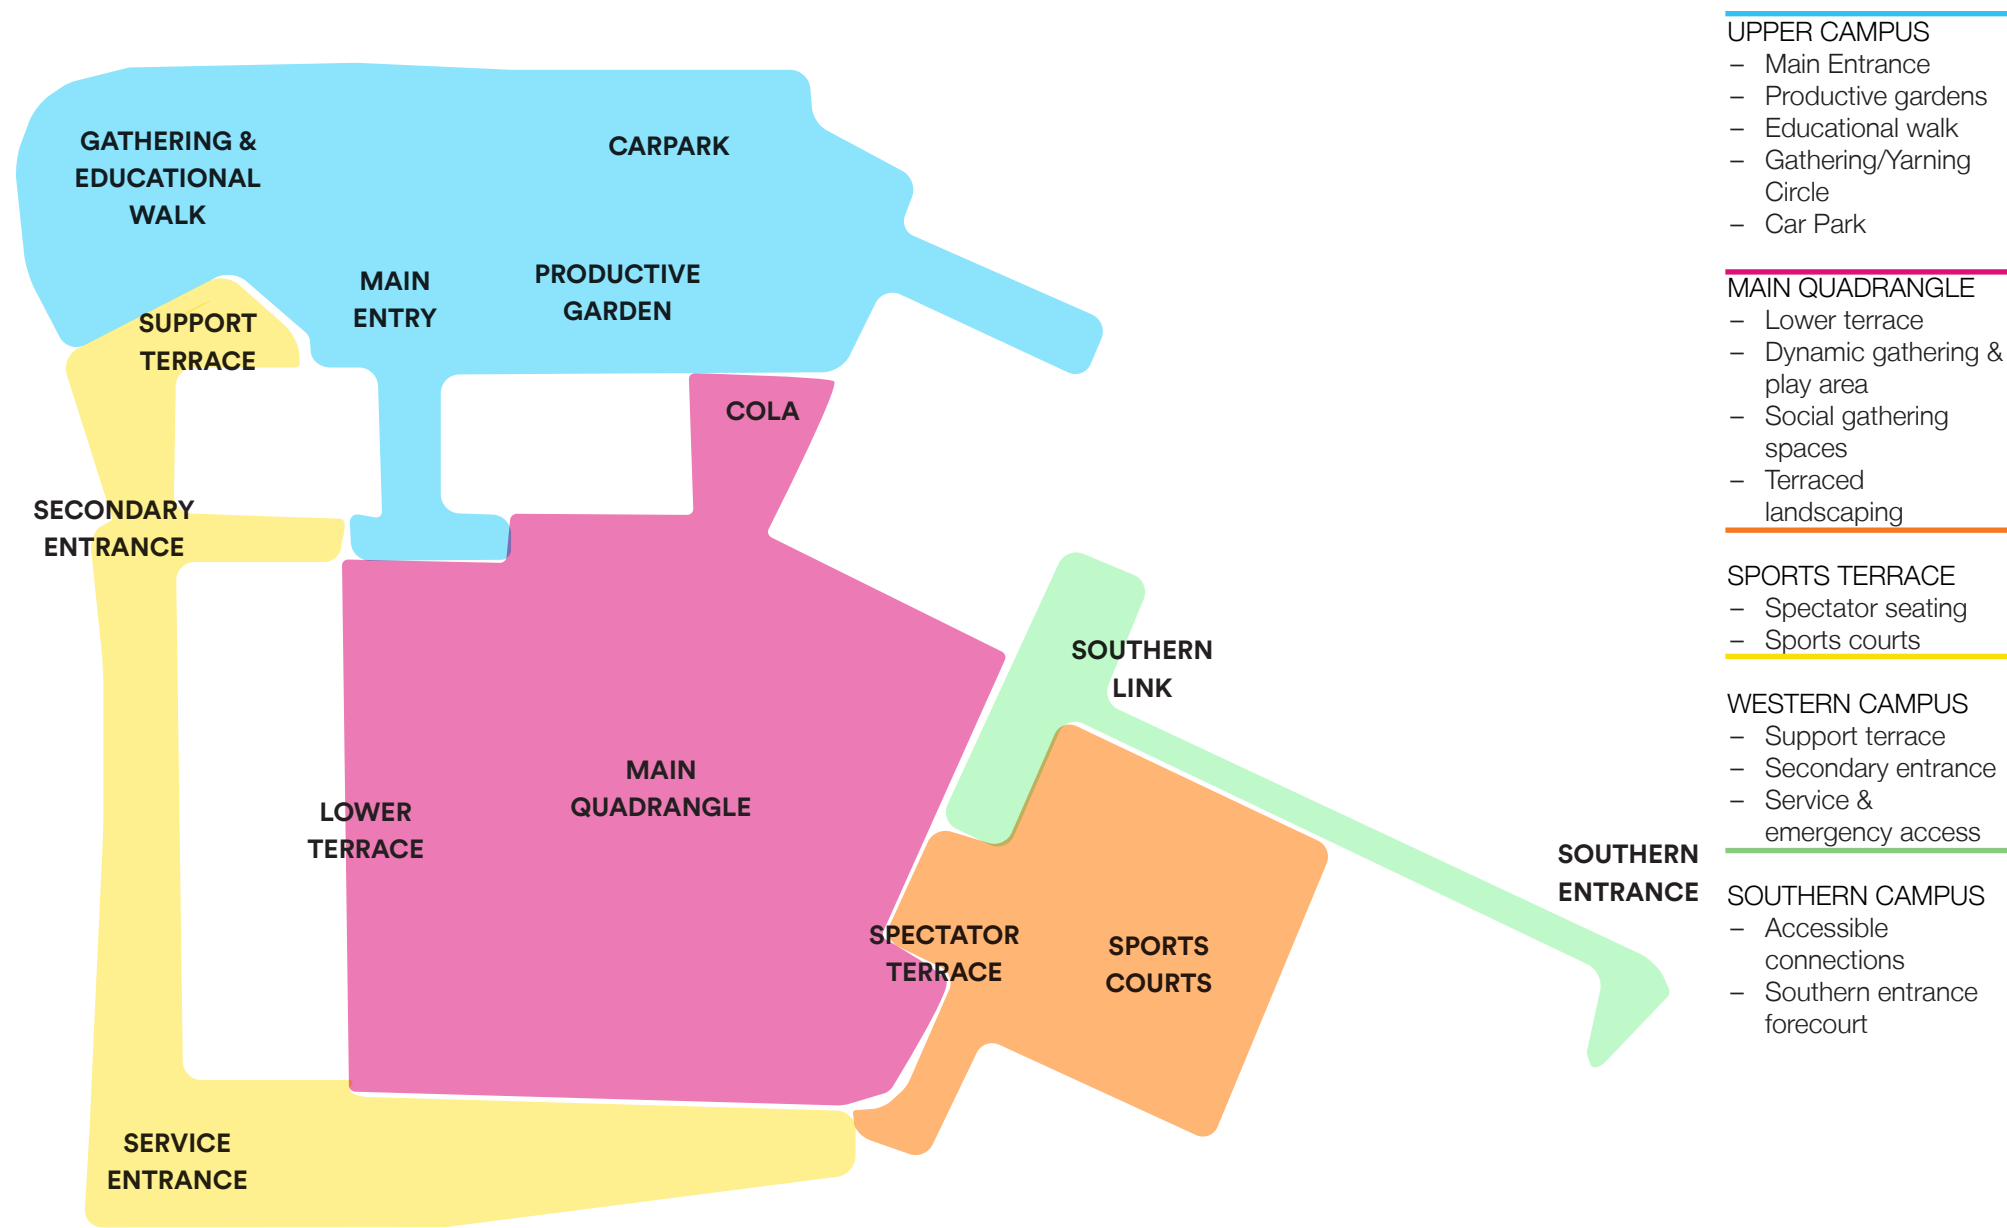 GATHERING &
EDUCATIONAL
WALK
CARPARK
MAIN
ENTRY
PRODUCTIVE
GARDEN
SUPPORT
TERRACE
COLA
SECONDARY
ENTRANCE
SOUTHERN
LINK
MAIN
QUADRANGLE
LOWER
TERRACE
SOUTHERN
ENTRANCE
SPECTATOR
TERRACE
SPORTS
COURTS
SERVICE
ENTRANCE
UPPER CAMPUS
– Main Entrance
– Productive gardens
– Educational walk
– Gathering/Yarning
Circle
– Car Park
MAIN QUADRANGLE
– Lower terrace
– Dynamic gathering &
play area
– Social gathering
spaces
– Terraced
landscaping
SPORTS TERRACE
– Spectator seating
– Sports courts
WESTERN CAMPUS
– Support terrace
– Secondary entrance
– Service &
emergency access
SOUTHERN CAMPUS
– Accessible
connections
– Southern entrance
forecourt